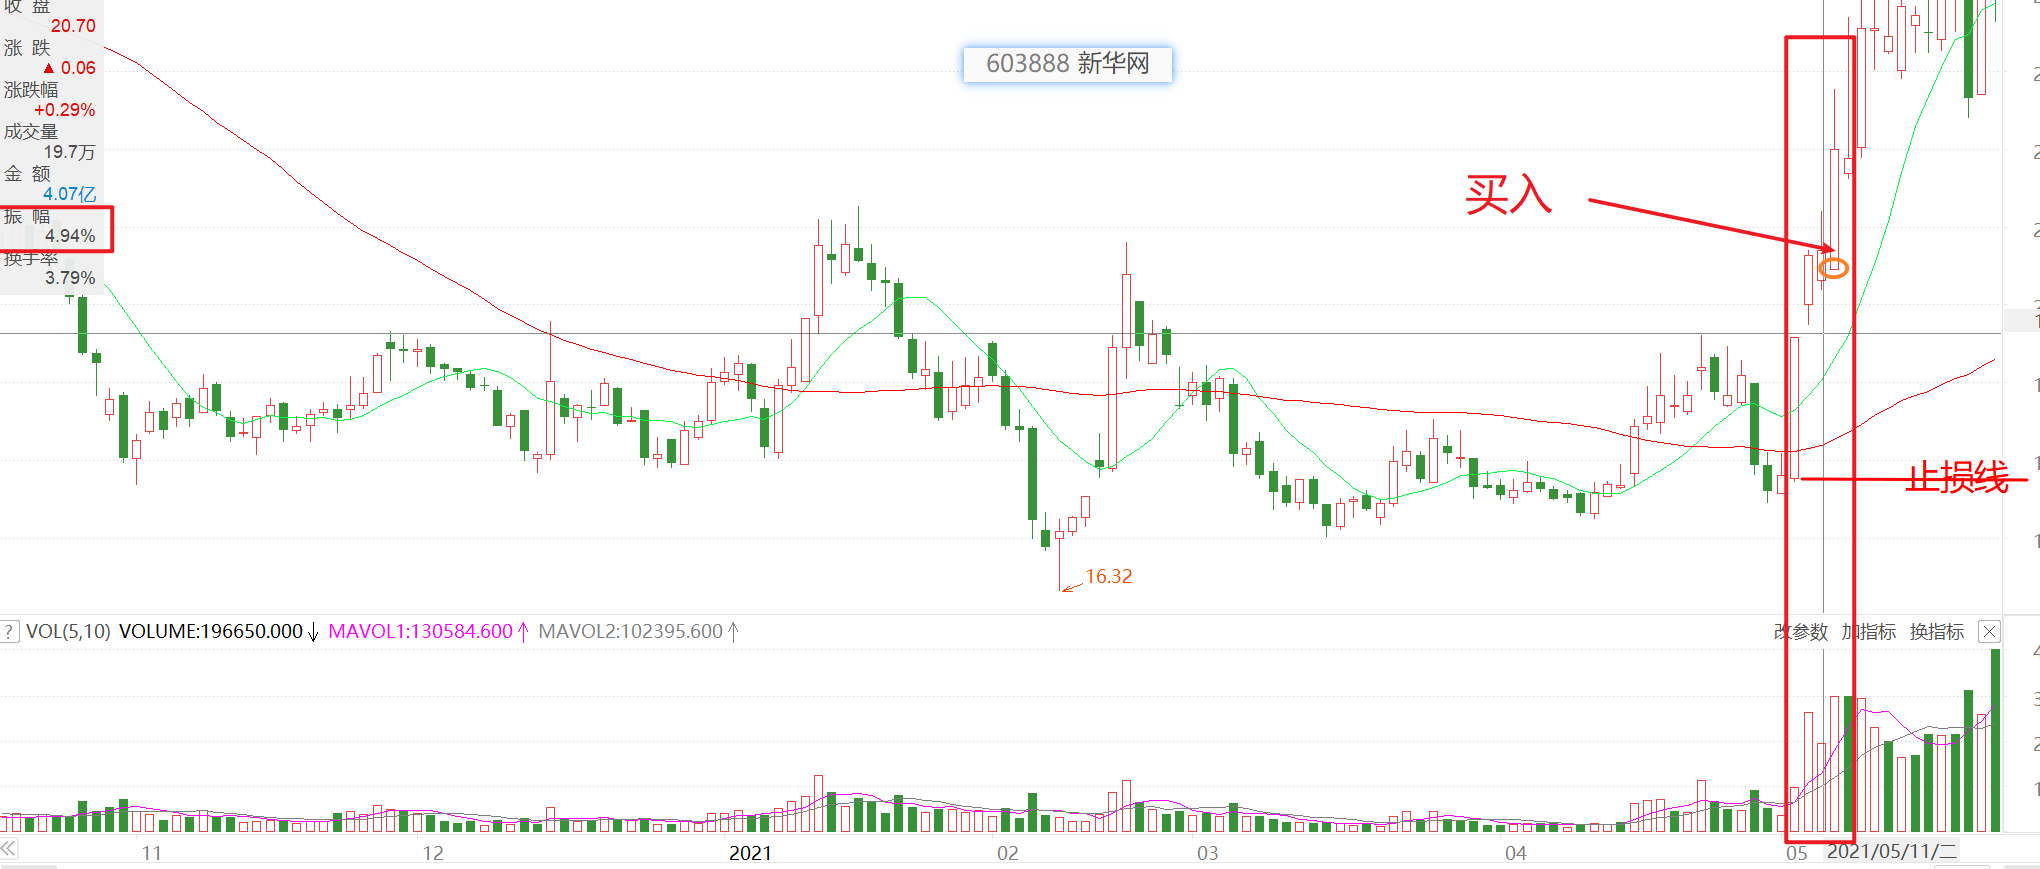 收 盘
20.70
涨 跌
▲ 0.06
涨跌幅
+0.29%
成交量
19.7万
金 额
4.07亿
振 幅
4.94%
换手率
3.79%
603888 新华网
买入
止损线
16.32
? VOL(5,10) VOLUME:196650.000↓ MAVOL1:130584.600↑ MAVOL2:102395.600↑
改参数 加指标 换指标
11 12 2021 02 03 04 05 2021/05/11/二